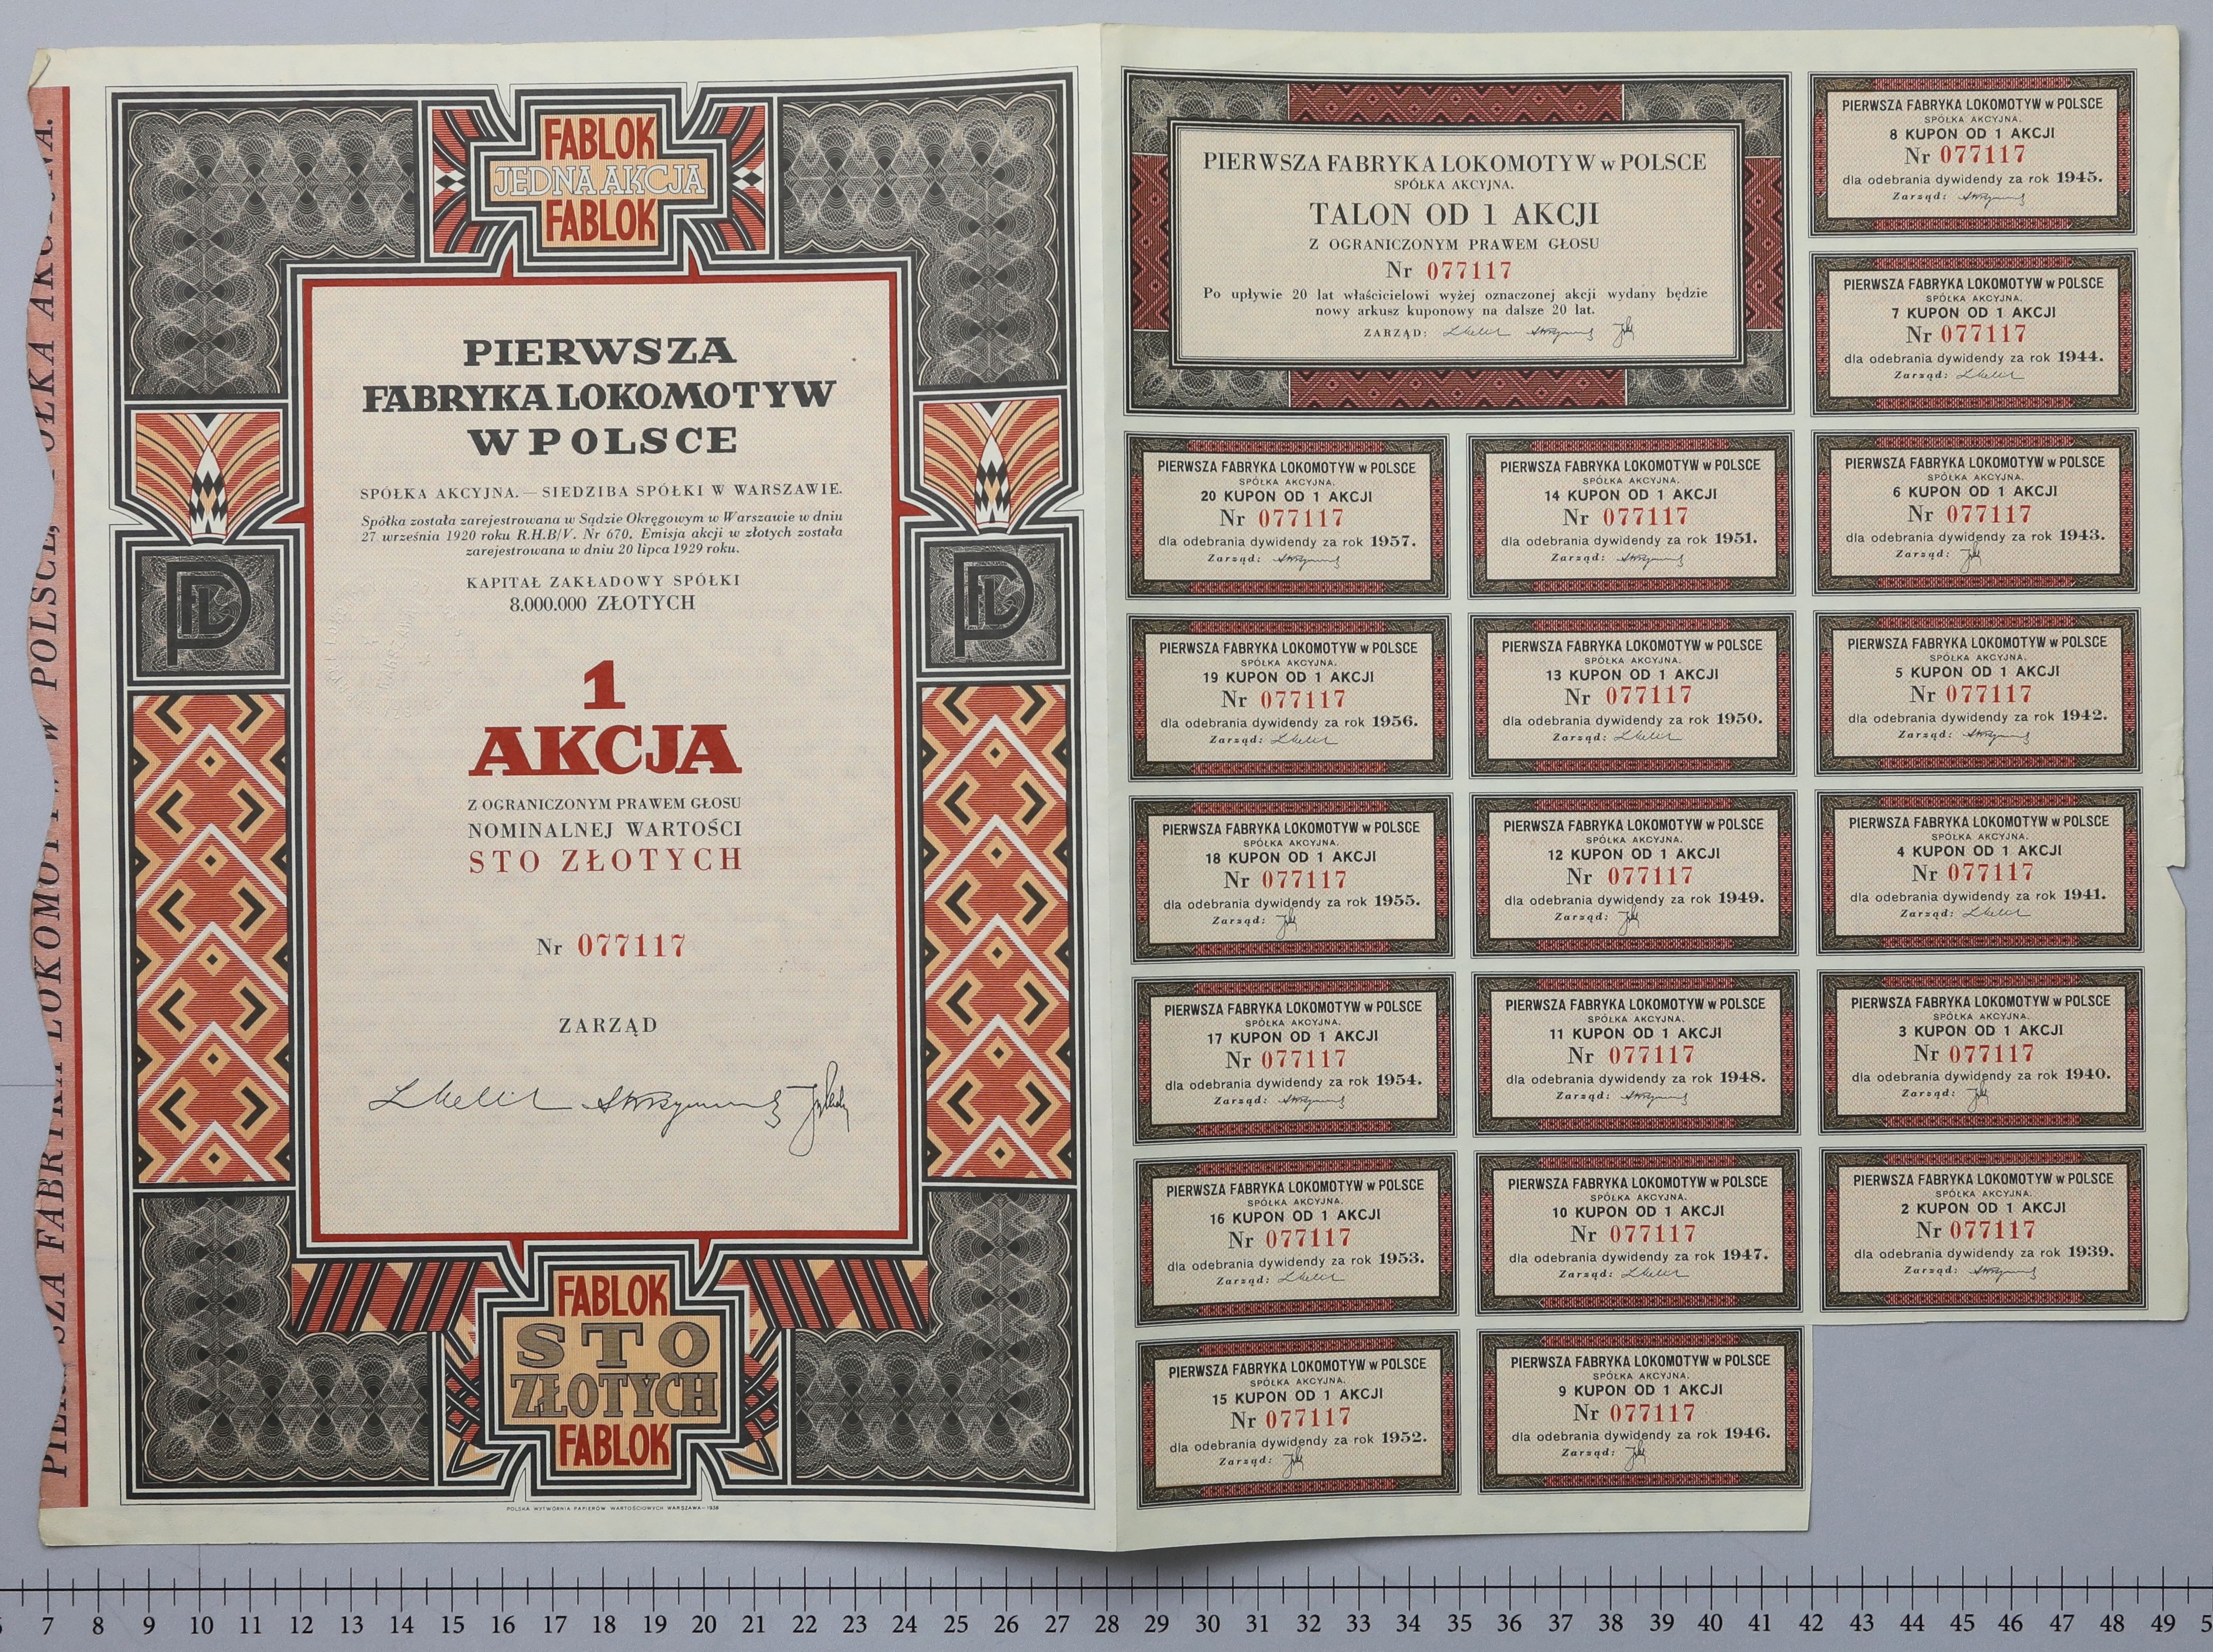 PIERWSZA FABRYKA LOKOMOTYW W POLSCE, SPÓŁKA AKCYJNA.
FABLOK
JEDNA AKCJA
FABLOK
PIERWSZA
FABRYKA LOKOMOTYW
W POLSCE
SPÓŁKA AKCYJNA. — SIEDZIBA SPÓŁKI W WARSZAWIE.
Spółka została zarejestrowana w Sądzie Okręgowym w Warszawie w dniu
27 września 1920 roku R.H.B/V. Nr 670. Emisja akcji w złotych została
zarejestrowana w dniu 20 lipca 1929 roku.
KAPITAŁ ZAKŁADOWY SPÓŁKI
8.000.000 ZŁOTYCH
1
AKCJA
Z OGRANICZONYM PRAWEM GŁOSU
NOMINALNEJ WARTOŚCI
STO ZŁOTYCH
Nr 077117
ZARZĄD
FABLOK
STO
ZŁOTYCH
FABLOK
POLSKA WYTWÓRNIA PAPIERÓW WARTOŚCIOWYCH WARSZAWA—1938
PIERWSZA FABRYKA LOKOMOTYW w POLSCE
SPÓŁKA AKCYJNA.
TALON OD 1 AKCJI
Z OGRANICZONYM PRAWEM GŁOSU
Nr 077117
Po upływie 20 lat właścicielowi wyżej oznaczonej akcji wydany będzie
nowy arkusz kuponowy na dalsze 20 lat.
ZARZĄD:
PIERWSZA FABRYKA LOKOMOTYW w POLSCE
SPÓŁKA AKCYJNA.
20 KUPON OD 1 AKCJI
Nr 077117
dla odebrania dywidendy za rok 1957.
Zarząd:
PIERWSZA FABRYKA LOKOMOTYW w POLSCE
SPÓŁKA AKCYJNA.
19 KUPON OD 1 AKCJI
Nr 077117
dla odebrania dywidendy za rok 1956.
Zarząd:
PIERWSZA FABRYKA LOKOMOTYW w POLSCE
SPÓŁKA AKCYJNA.
18 KUPON OD 1 AKCJI
Nr 077117
dla odebrania dywidendy za rok 1955.
Zarząd:
PIERWSZA FABRYKA LOKOMOTYW w POLSCE
SPÓŁKA AKCYJNA.
17 KUPON OD 1 AKCJI
Nr 077117
dla odebrania dywidendy za rok 1954.
Zarząd:
PIERWSZA FABRYKA LOKOMOTYW w POLSCE
SPÓŁKA AKCYJNA.
16 KUPON OD 1 AKCJI
Nr 077117
dla odebrania dywidendy za rok 1953.
Zarząd:
PIERWSZA FABRYKA LOKOMOTYW w POLSCE
SPÓŁKA AKCYJNA.
15 KUPON OD 1 AKCJI
Nr 077117
dla odebrania dywidendy za rok 1952.
Zarząd:
PIERWSZA FABRYKA LOKOMOTYW w POLSCE
SPÓŁKA AKCYJNA.
14 KUPON OD 1 AKCJI
Nr 077117
dla odebrania dywidendy za rok 1951.
Zarząd:
PIERWSZA FABRYKA LOKOMOTYW w POLSCE
SPÓŁKA AKCYJNA.
13 KUPON OD 1 AKCJI
Nr 077117
dla odebrania dywidendy za rok 1950.
Zarząd:
PIERWSZA FABRYKA LOKOMOTYW w POLSCE
SPÓŁKA AKCYJNA.
12 KUPON OD 1 AKCJI
Nr 077117
dla odebrania dywidendy za rok 1949.
Zarząd:
PIERWSZA FABRYKA LOKOMOTYW w POLSCE
SPÓŁKA AKCYJNA.
11 KUPON OD 1 AKCJI
Nr 077117
dla odebrania dywidendy za rok 1948.
Zarząd:
PIERWSZA FABRYKA LOKOMOTYW w POLSCE
SPÓŁKA AKCYJNA.
10 KUPON OD 1 AKCJI
Nr 077117
dla odebrania dywidendy za rok 1947.
Zarząd:
PIERWSZA FABRYKA LOKOMOTYW w POLSCE
SPÓŁKA AKCYJNA.
9 KUPON OD 1 AKCJI
Nr 077117
dla odebrania dywidendy za rok 1946.
Zarząd:
PIERWSZA FABRYKA LOKOMOTYW w POLSCE
SPÓŁKA AKCYJNA.
8 KUPON OD 1 AKCJI
Nr 077117
dla odebrania dywidendy za rok 1945.
Zarząd:
PIERWSZA FABRYKA LOKOMOTYW w POLSCE
SPÓŁKA AKCYJNA.
7 KUPON OD 1 AKCJI
Nr 077117
dla odebrania dywidendy za rok 1944.
Zarząd:
PIERWSZA FABRYKA LOKOMOTYW w POLSCE
SPÓŁKA AKCYJNA.
6 KUPON OD 1 AKCJI
Nr 077117
dla odebrania dywidendy za rok 1943.
Zarząd:
PIERWSZA FABRYKA LOKOMOTYW w POLSCE
SPÓŁKA AKCYJNA.
5 KUPON OD 1 AKCJI
Nr 077117
dla odebrania dywidendy za rok 1942.
Zarząd:
PIERWSZA FABRYKA LOKOMOTYW w POLSCE
SPÓŁKA AKCYJNA.
4 KUPON OD 1 AKCJI
Nr 077117
dla odebrania dywidendy za rok 1941.
Zarząd:
PIERWSZA FABRYKA LOKOMOTYW w POLSCE
SPÓŁKA AKCYJNA.
3 KUPON OD 1 AKCJI
Nr 077117
dla odebrania dywidendy za rok 1940.
Zarząd:
PIERWSZA FABRYKA LOKOMOTYW w POLSCE
SPÓŁKA AKCYJNA.
2 KUPON OD 1 AKCJI
Nr 077117
dla odebrania dywidendy za rok 1939.
Zarząd:
7 8 9 10 11 12 13 14 15 16 17 18 19 20 21 22 23 24 25 26 27 28 29 30 31 32 33 34 35 36 37 38 39 40 41 42 43 44 45 46 47 48 49